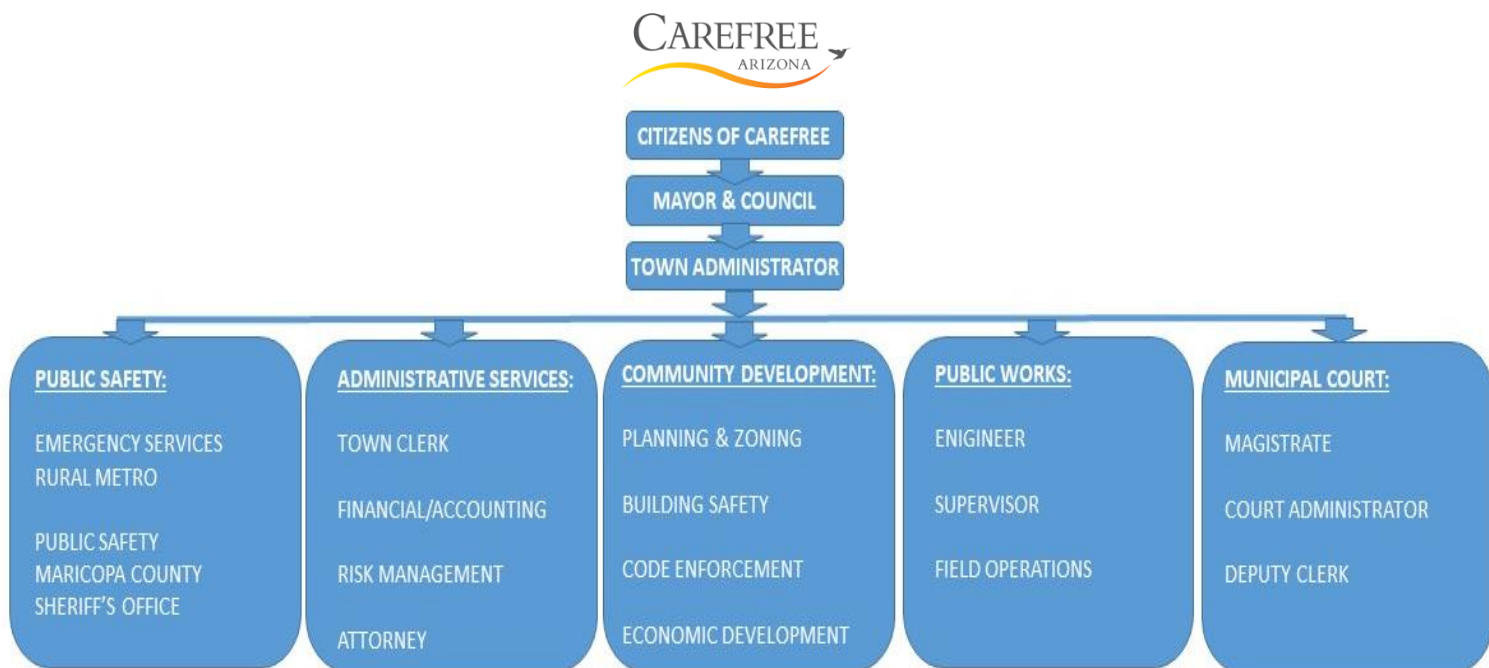 CAREFREE
ARIZONA
CITIZENS OF CAREFREE
MAYOR & COUNCIL
TOWN ADMINISTRATOR
PUBLIC SAFETY:
EMERGENCY SERVICES
RURAL METRO
PUBLIC SAFETY
MARICOPA COUNTY
SHERIFF'S OFFICE
ADMINISTRATIVE SERVICES:
TOWN CLERK
FINANCIAL/ACCOUNTING
RISK MANAGEMENT
ATTORNEY
COMMUNITY DEVELOPMENT:
PLANNING & ZONING
BUILDING SAFETY
CODE ENFORCEMENT
ECONOMIC DEVELOPMENT
PUBLIC WORKS:
ENIGINEER
SUPERVISOR
FIELD OPERATIONS
MUNICIPAL COURT:
MAGISTRATE
COURT ADMINISTRATOR
DEPUTY CLERK